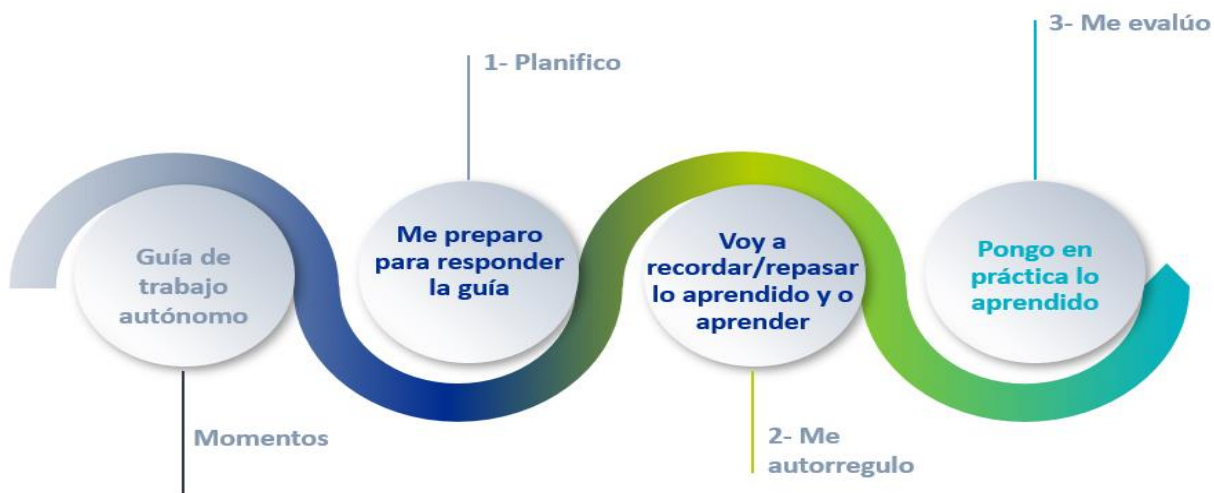 3- Me evalúo
1- Planifico
Me preparo
para responder
la guía
Voy a
recordar/repasar
lo aprendido y o
aprender
Pongo en
práctica lo
aprendido
Guía de
trabajo
autónomo
Momentos
2- Me
autorregulo